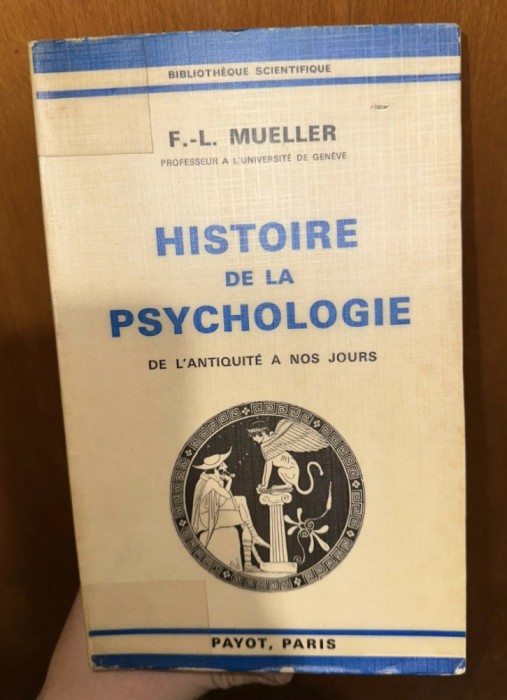 BIBLIOTHÈQUE SCIENTIFIQUE
F.-L. MUELLER
PROFESSEUR A L'UNIVERSITÉ DE GENÈVE
HISTOIRE
DE LA
PSYCHOLOGIE
DE L'ANTIQUITÉ A NOS JOURS
PAYOT, PARIS